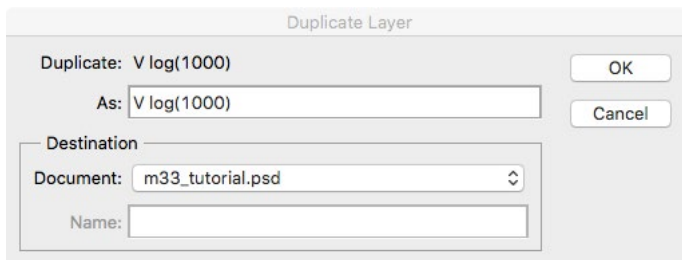 Duplicate Layer
Duplicate: V log(1000)
OK
As: V log(1000)
Cancel
Destination
Document: m33_tutorial.psd
Name: